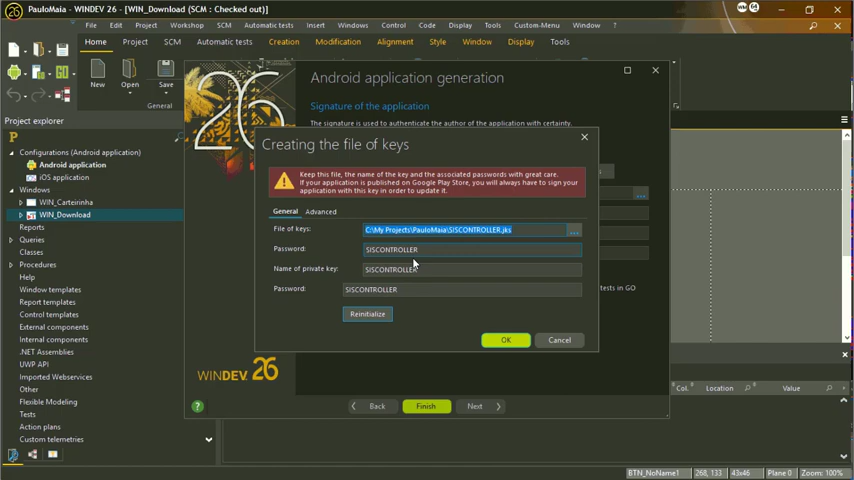 PauloMaia - WINDEV 26 - [WIN_Download (SCM : Checked out)]
64
File Edit Project Workshop SCM Automatic tests Insert Windows Control Code Display Tools Custom-Menu Window
Home Project SCM Automatic tests Creation Modification Alignment Style Window Display Tools
GO
New Open Save
General
Android application generation
Signature of the application
The signature is used to authenticate the author of the application with certainty.
Project explorer
Configurations (Android application)
Android application
iOS application
Windows
WIN_Carteirinha
WIN_Download
Reports
Queries
Classes
Procedures
Help
Window templates
Report templates
Control templates
External components
Internal components
.NET Assemblies
UWP API
Imported Webservices
Other
Flexible Modeling
Tests
Action plans
Custom telemetries
26
Creating the file of keys
Keep this file, the name of the key and the associated passwords with great care.
If your application is published on Google Play Store, you will always have to sign your
application with this key in order to update it.
General Advanced
File of keys: C:\My Projects\PauloMaia\SISCONTROLLER.jks ...
Password: SISCONTROLLER
Name of private key: SISCONTROLLER
Password: SISCONTROLLER
Reinitialize
OK Cancel
tests in GO
WINDEV 26
? Back Finish Next
Col. Location Value
BTN_NoName1 268, 133 43x46 Plane 0 Zoom: 100%